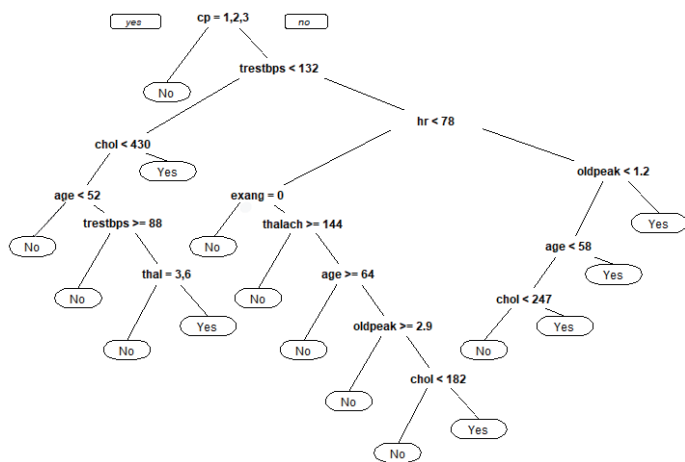 yes
cp = 1,2,3
no
No
trestbps < 132
hr < 78
chol < 430
Yes
oldpeak < 1.2
age < 52
exang = 0
Yes
No
trestbps >= 88
No
thalach >= 144
age < 58
Yes
No
thal = 3,6
No
age >= 64
chol < 247
No
Yes
No
oldpeak >= 2.9
No
Yes
No
chol < 182
No
Yes